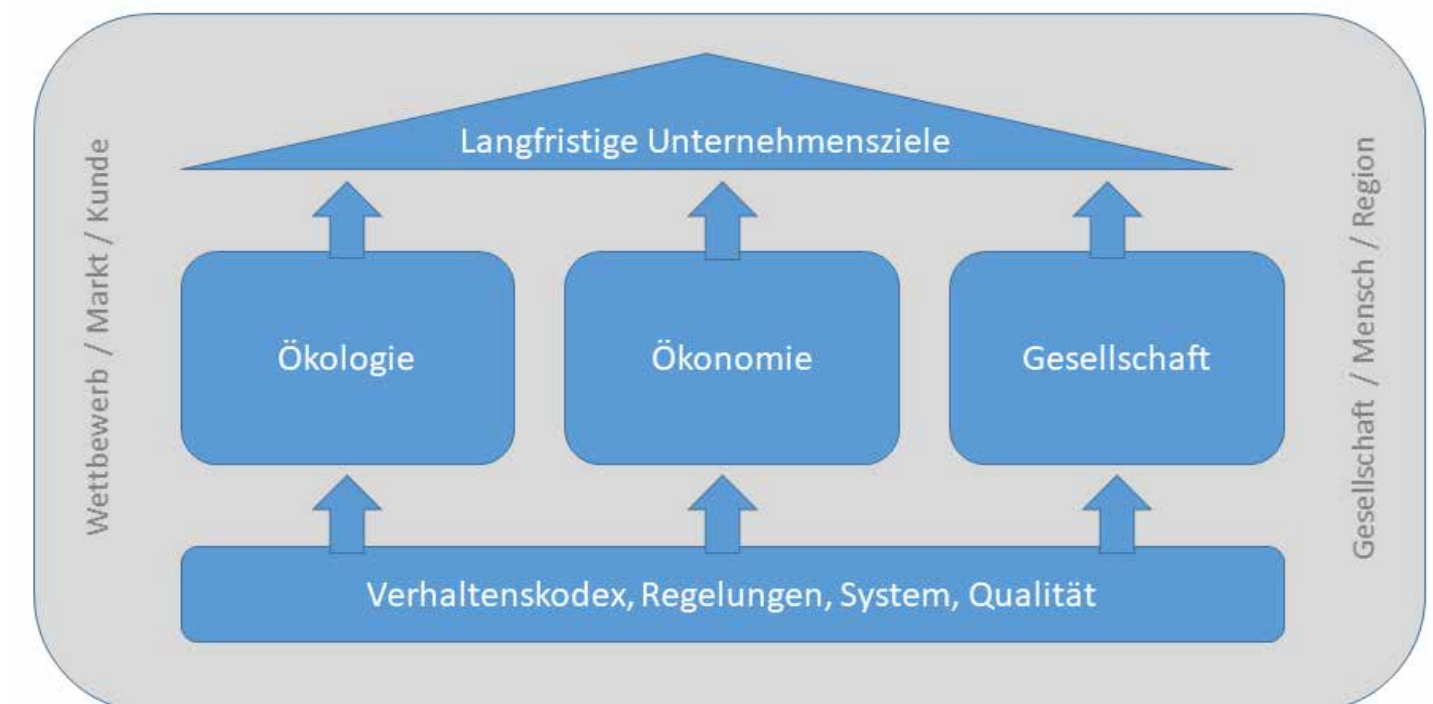 Langfristige Unternehmensziele
Wettbewerb / Markt / Kunde
Ökologie
Ökonomie
Gesellschaft
Gesellschaft / Mensch / Region
Verhaltenskodex, Regelungen, System, Qualität